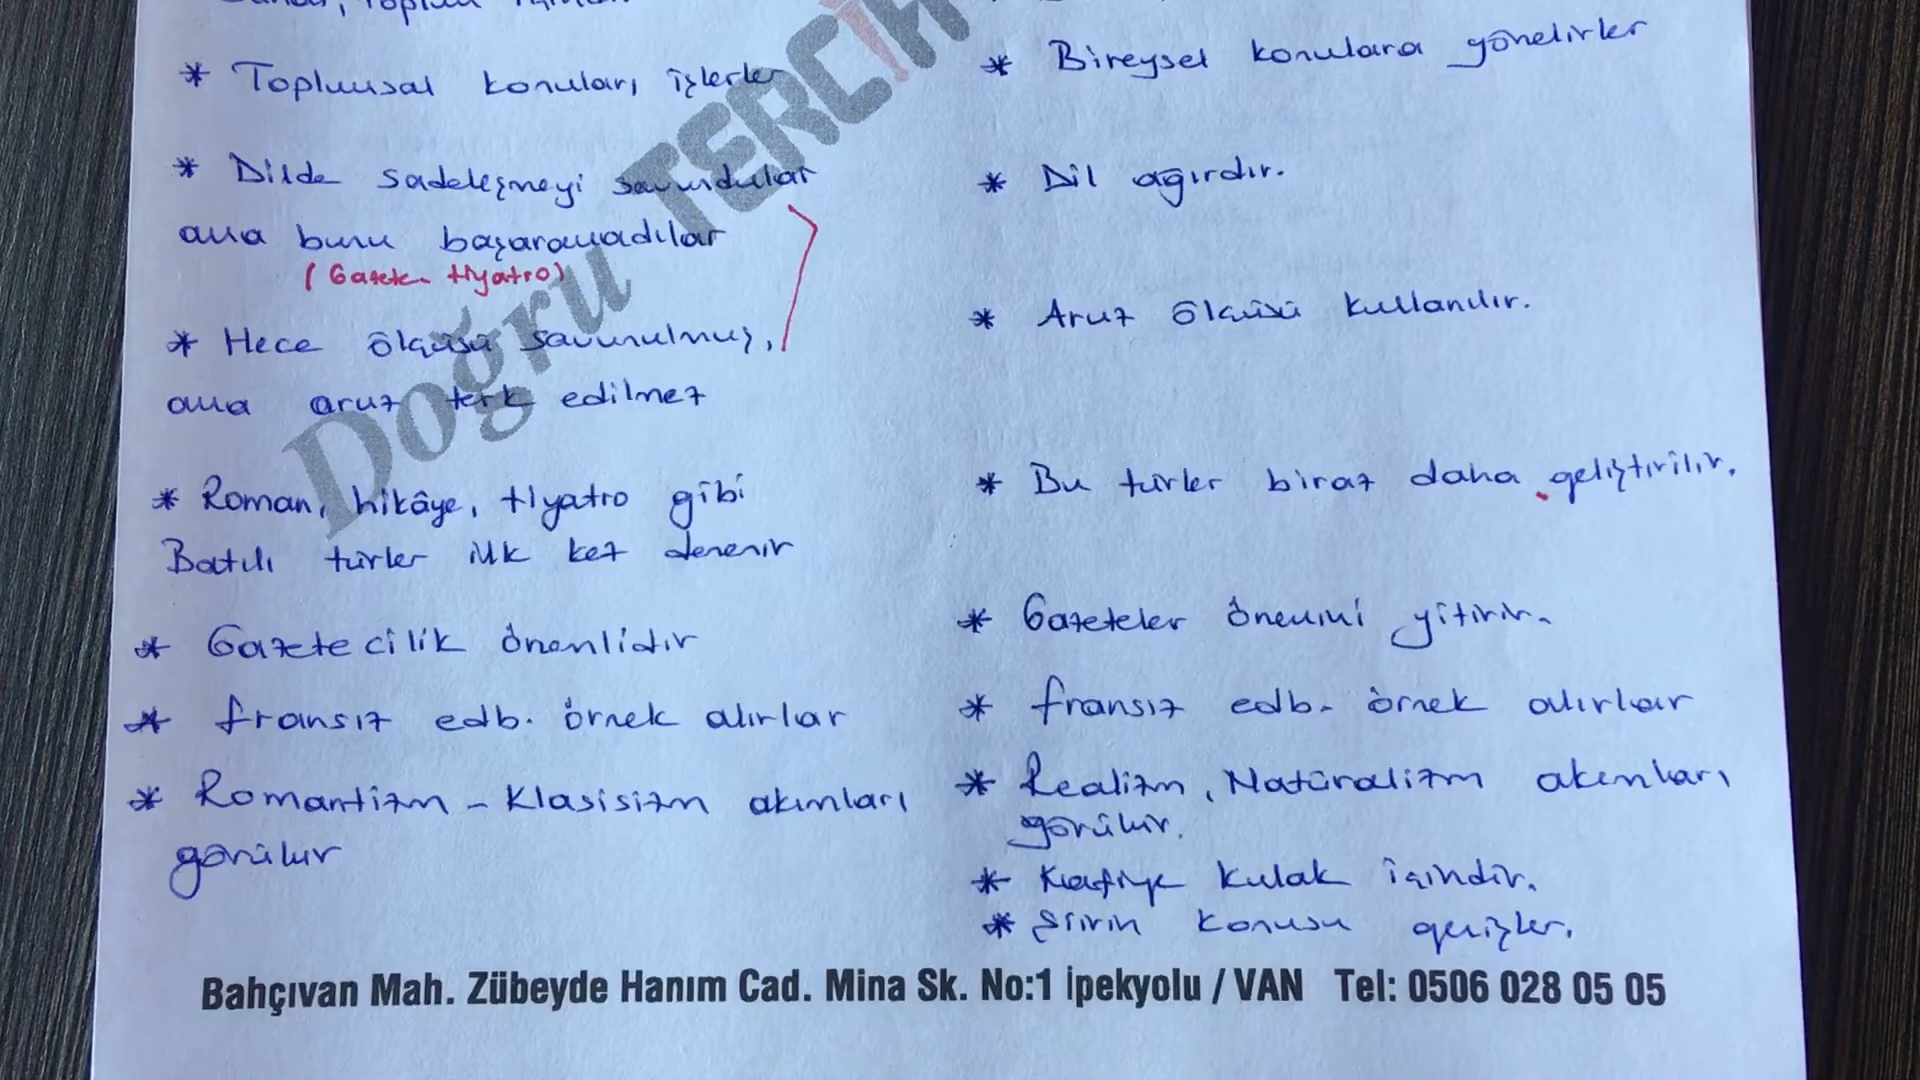 * Toplumsal konuları işlerler
* Dilde sadeleşmeyi savundular
ama bunu başaramadılar
(Gazete - tiyatro)
* Hece ölçüsü savunulmuş,
ama aruz terk edilmez
* Roman, hikâye, tiyatro gibi
Batılı türler ilk kez denenir
* Gazetecilik önemlidir
* Fransız edb. örnek alırlar
* Romantizm - Klasisizm akımları
görülür
* Bireysel konulara yönelirler
* Dil ağırdır.
* Aruz ölçüsü kullanılır.
* Bu türler biraz daha geliştirilir.
* Gazeteler önemini yitirir.
* Fransız edb. örnek alırlar
* Realizm, Natüralizm akımları
görülür.
* Kafiye kulak içindir.
* Şiirin konusu genişler.
Doğru TERCİH
Bahçıvan Mah. Zübeyde Hanım Cad. Mina Sk. No:1 İpekyolu / VAN Tel: 0506 028 05 05